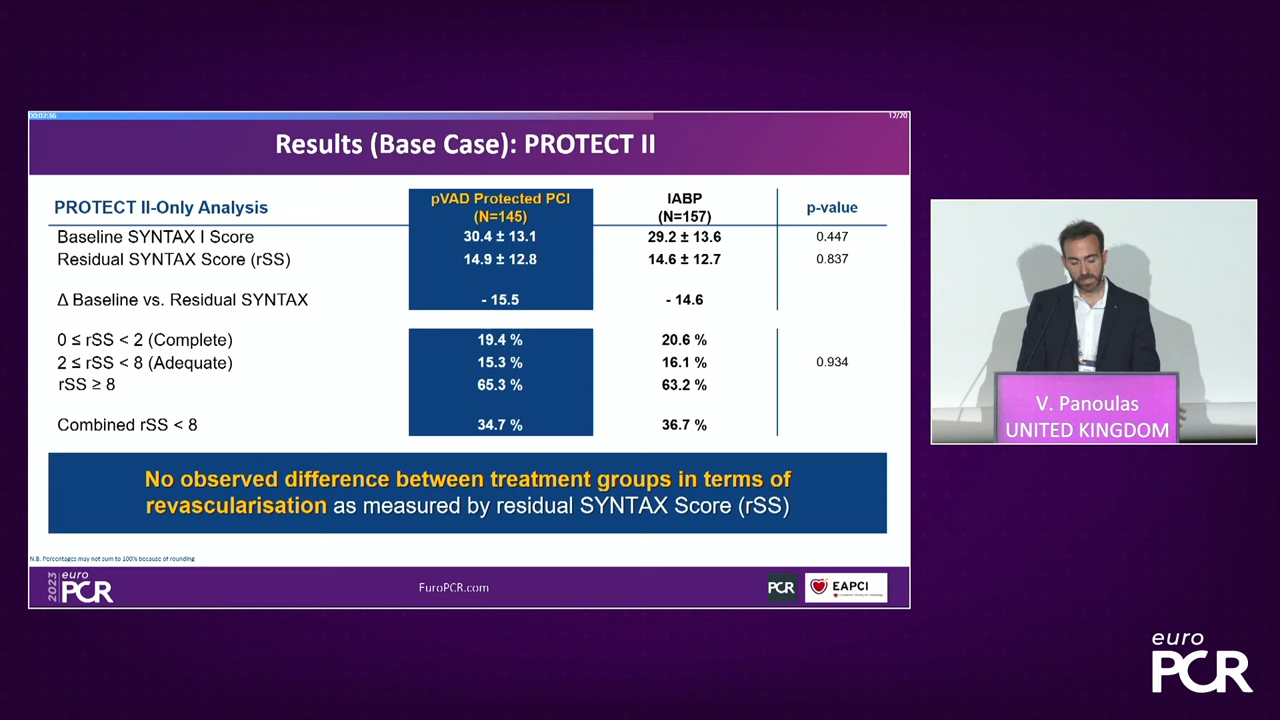 00:02:36
12/20
Results (Base Case): PROTECT II
PROTECT II-Only Analysis
pVAD Protected PCI
(N=145)
IABP
(N=157)
p-value
Baseline SYNTAX I Score 30.4 ± 13.1 29.2 ± 13.6 0.447
Residual SYNTAX Score (rSS) 14.9 ± 12.8 14.6 ± 12.7 0.837
Δ Baseline vs. Residual SYNTAX - 15.5 - 14.6
0 ≤ rSS < 2 (Complete) 19.4 % 20.6 %
2 ≤ rSS < 8 (Adequate) 15.3 % 16.1 % 0.934
rSS ≥ 8 65.3 % 63.2 %
Combined rSS < 8 34.7 % 36.7 %
No observed difference between treatment groups in terms of
revascularisation as measured by residual SYNTAX Score (rSS)
N.B. Percentages may not sum to 100% because of rounding
2023
euro
PCR
EuroPCR.com
PCR
EAPCI
V. Panoulas
UNITED KINGDOM
euro
PCR